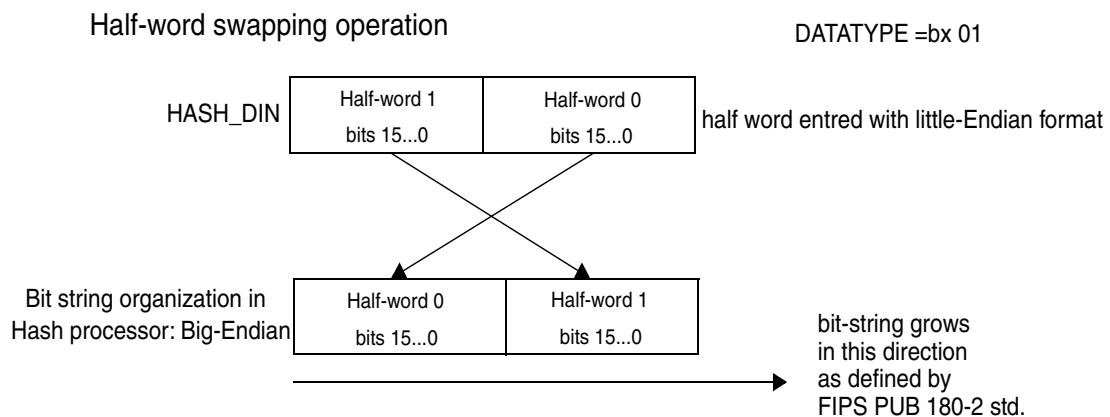 Half-word swapping operation
DATATYPE =bx 01
HASH_DIN
Half-word 1
bits 15...0
Half-word 0
bits 15...0
half word entred with little-Endian format
Bit string organization in
Hash processor: Big-Endian
Half-word 0
bits 15...0
Half-word 1
bits 15...0
bit-string grows
in this direction
as defined by
FIPS PUB 180-2 std.